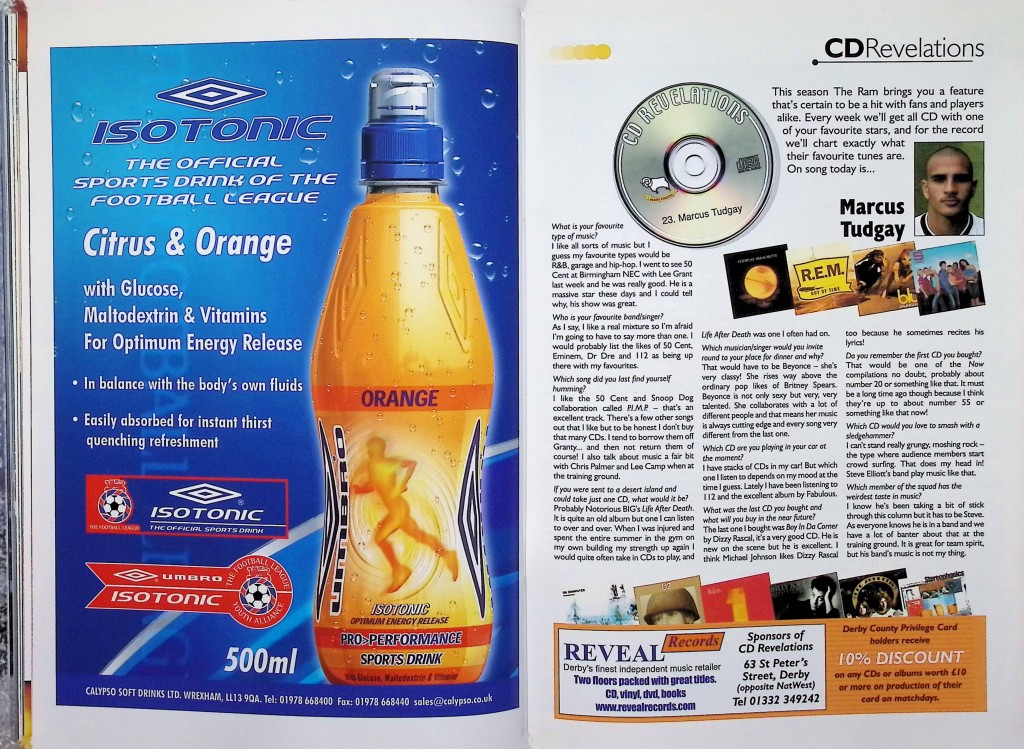 ISOTONIC
THE OFFICIAL
SPORTS DRINK OF THE
FOOTBALL LEAGUE
Citrus & Orange
with Glucose,
Maltodextrin & Vitamins
For Optimum Energy Release
• In balance with the body's own fluids
• Easily absorbed for instant thirst
quenching refreshment
THE FOOTBALL LEAGUE
ISOTONIC
THE OFFICIAL SPORTS DRINK
UMBRO
ISOTONIC
THE FOOTBALL LEAGUE
YOUTH ALLIANCE
500ml
ORANGE
UMBRO
ISOTONIC
OPTIMUM ENERGY RELEASE
PRO>PERFORMANCE
SPORTS DRINK
With Glucose, Maltodextrin & Vitamins
CALYPSO SOFT DRINKS LTD. WREXHAM, LL13 9QA. Tel: 01978 668400 Fax: 01978 668440 sales@calypso.co.uk
CDRevelations
This season The Ram brings you a feature
that's certain to be a hit with fans and players
alike. Every week we'll get all CD with one
of your favourite stars, and for the record
we'll chart exactly what
their favourite tunes are.
On song today is...
CD REVELATIONS
23. Marcus Tudgay
Marcus
Tudgay
COLDPLAY PARACHUTES
R.E.M.
OUT OF TIME
What is your favourite
type of music?
I like all sorts of music but I
guess my favourite types would be
R&B, garage and hip-hop. I went to see 50
Cent at Birmingham NEC with Lee Grant
last week and he was really good. He is a
massive star these days and I could tell
why, his show was great.
Who is your favourite band/singer?
As I say, I like a real mixture so I'm afraid
I'm going to have to say more than one. I
would probably list the likes of 50 Cent,
Eminem, Dr Dre and 112 as being up
there with my favourites.
Which song did you last find yourself
humming?
I like the 50 Cent and Snoop Dog
collaboration called P.I.M.P. – that's an
excellent track. There's a few other songs
out that I like but to be honest I don't buy
that many CDs. I tend to borrow them off
Granty... and then not return them of
course! I also talk about music a fair bit
with Chris Palmer and Lee Camp when at
the training ground.
If you were sent to a desert island and
could take just one CD, what would it be?
Probably Notorious BIG's Life After Death.
It is quite an old album but one I can listen
to over and over. When I was injured and
spent the entire summer in the gym on
my own building my strength up again I
would quite often take in CDs to play, and
Life After Death was one I often had on.
Which musician/singer would you invite
round to your place for dinner and why?
That would have to be Beyonce – she's
very classy! She rises way above the
ordinary pop likes of Britney Spears.
Beyonce is not only sexy but very, very
talented. She collaborates with a lot of
different people and that means her music
is always cutting edge and every song very
different from the last one.
Which CD are you playing in your car at
the moment?
I have stacks of CDs in my car! But which
one I listen to depends on my mood at the
time I guess. Lately I have been listening to
112 and the excellent album by Fabulous.
What was the last CD you bought and
what will you buy in the near future?
The last one I bought was Boy In Da Corner
by Dizzy Rascal, it's a very good CD. He is
new on the scene but he is excellent. I
think Michael Johnson likes Dizzy Rascal
too because he sometimes recites his
lyrics!
Do you remember the first CD you bought?
That would be one of the Now
compilations no doubt, probably about
number 20 or something like that. It must
be a long time ago though because I think
they're up to about number 55 or
something like that now!
Which CD would you love to smash with a
sledgehammer?
I can't stand really grungy, moshing rock –
the type where audience members start
crowd surfing. That does my head in!
Steve Elliott's band play music like that.
Which member of the squad has the
weirdest taste in music?
I know he's been taking a bit of stick
through this column but it has to be Steve.
As everyone knows he is in a band and we
have a lot of banter about that at the
training ground. It is great for team spirit,
but his band's music is not my thing.
U2
1
Stereophonics
REVEAL Records
Derby's finest independent music retailer
Two floors packed with great titles.
CD, vinyl, dvd, books
www.revealrecords.com
Sponsors of
CD Revelations
63 St Peter's
Street, Derby
(opposite NatWest)
Tel 01332 349242
Derby County Privilege Card
holders receive
10% DISCOUNT
on any CDs or albums worth £10
or more on production of their
card on matchdays.